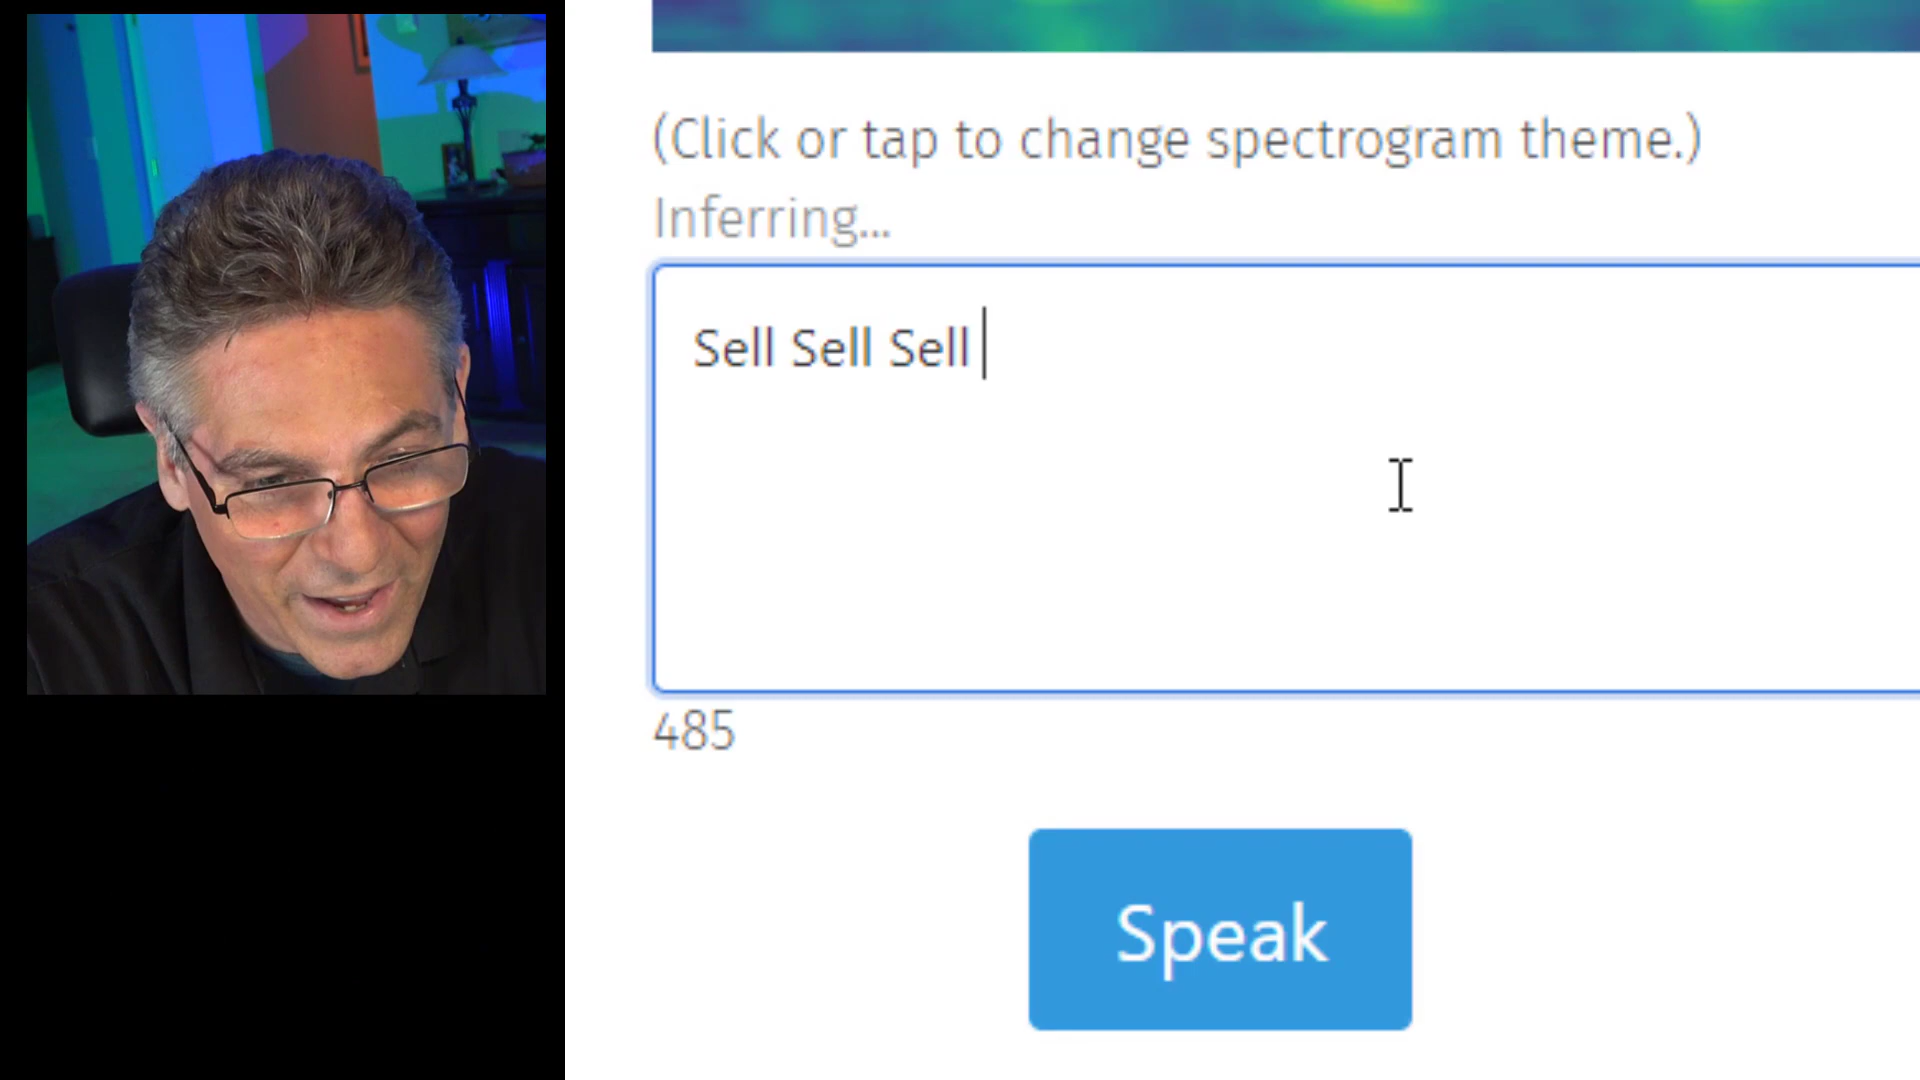 (Click or tap to change spectrogram theme.)
Inferring...
Sell Sell Sell
485
Speak